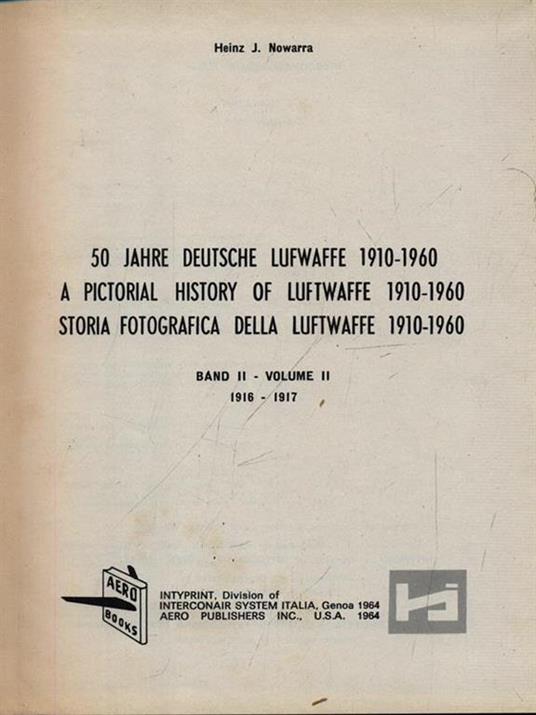 Heinz J. Nowarra
50 JAHRE DEUTSCHE LUFWAFFE 1910-1960
A PICTORIAL HISTORY OF LUFTWAFFE 1910-1960
STORIA FOTOGRAFICA DELLA LUFTWAFFE 1910-1960
BAND II - VOLUME II
1916 - 1917
AERO
BOOKS
INTYPRINT, Division of
INTERCONAIR SYSTEM ITALIA, Genoa 1964
AERO PUBLISHERS INC., U.S.A. 1964